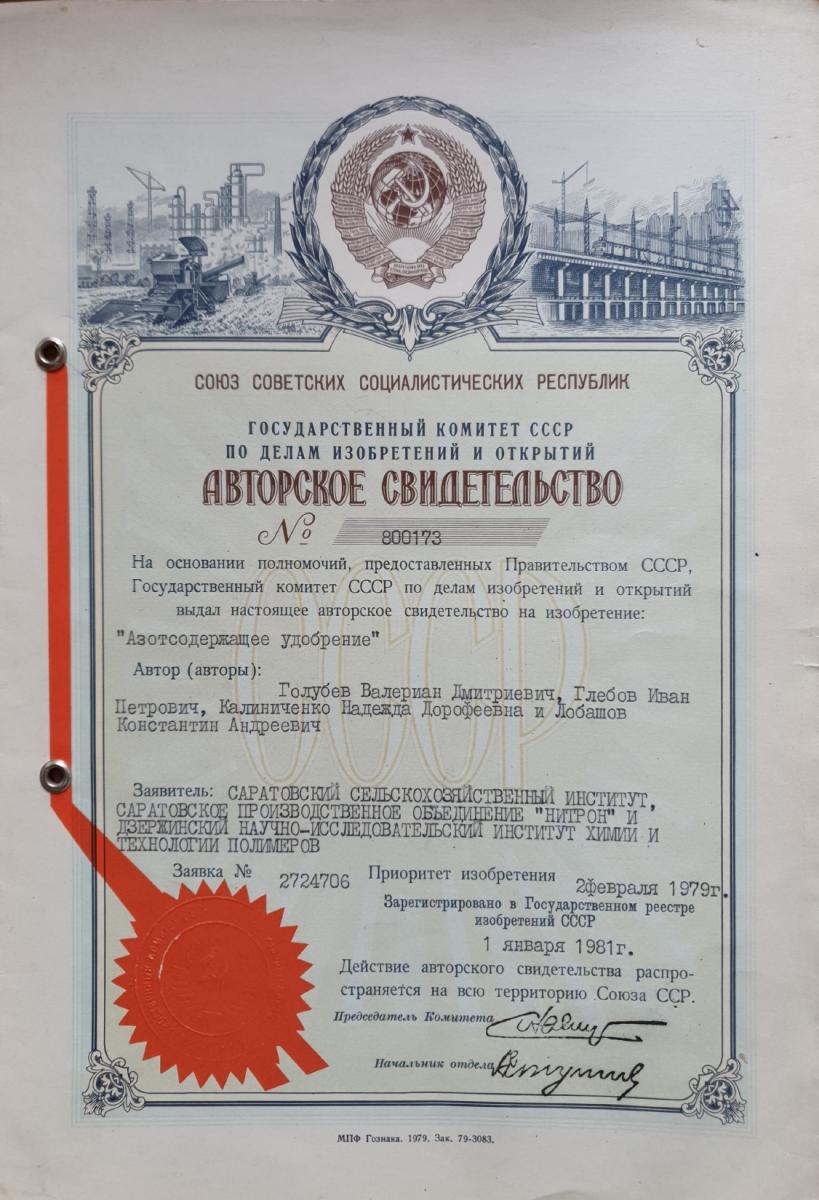 СОЮЗ СОВЕТСКИХ СОЦИАЛИСТИЧЕСКИХ РЕСПУБЛИК
ГОСУДАРСТВЕННЫЙ КОМИТЕТ СССР
ПО ДЕЛАМ ИЗОБРЕТЕНИЙ И ОТКРЫТИЙ
АВТОРСКОЕ СВИДЕТЕЛЬСТВО
№ 800173
На основании полномочий, предоставленных Правительством СССР,
Государственный комитет СССР по делам изобретений и открытий
выдал настоящее авторское свидетельство на изобретение:
"Азотсодержащее удобрение"
Автор (авторы):
Голубев Валериан Дмитриевич, Глебов Иван
Петрович, Калиниченко Надежда Дорофеевна и Лобашов
Константин Андреевич
СССР
Заявитель: САРАТОВСКИЙ СЕЛЬСКОХОЗЯЙСТВЕННЫЙ ИНСТИТУТ,
САРАТОВСКОЕ ПРОИЗВОДСТВЕННОЕ ОБЪЕДИНЕНИЕ "НИТРОН" И
ДЗЕРЖИНСКИЙ НАУЧНО-ИССЛЕДОВАТЕЛЬСКИЙ ИНСТИТУТ ХИМИИ И
ТЕХНОЛОГИИ ПОЛИМЕРОВ
Заявка № 2724706 Приоритет изобретения 2февраля 1979г.
Зарегистрировано в Государственном реестре
изобретений СССР
1 января 1981г.
Действие авторского свидетельства распро-
страняется на всю территорию Союза ССР.
Председатель Комитета
Начальник отдела
МПФ Гознака. 1979. Зак. 79-3083.